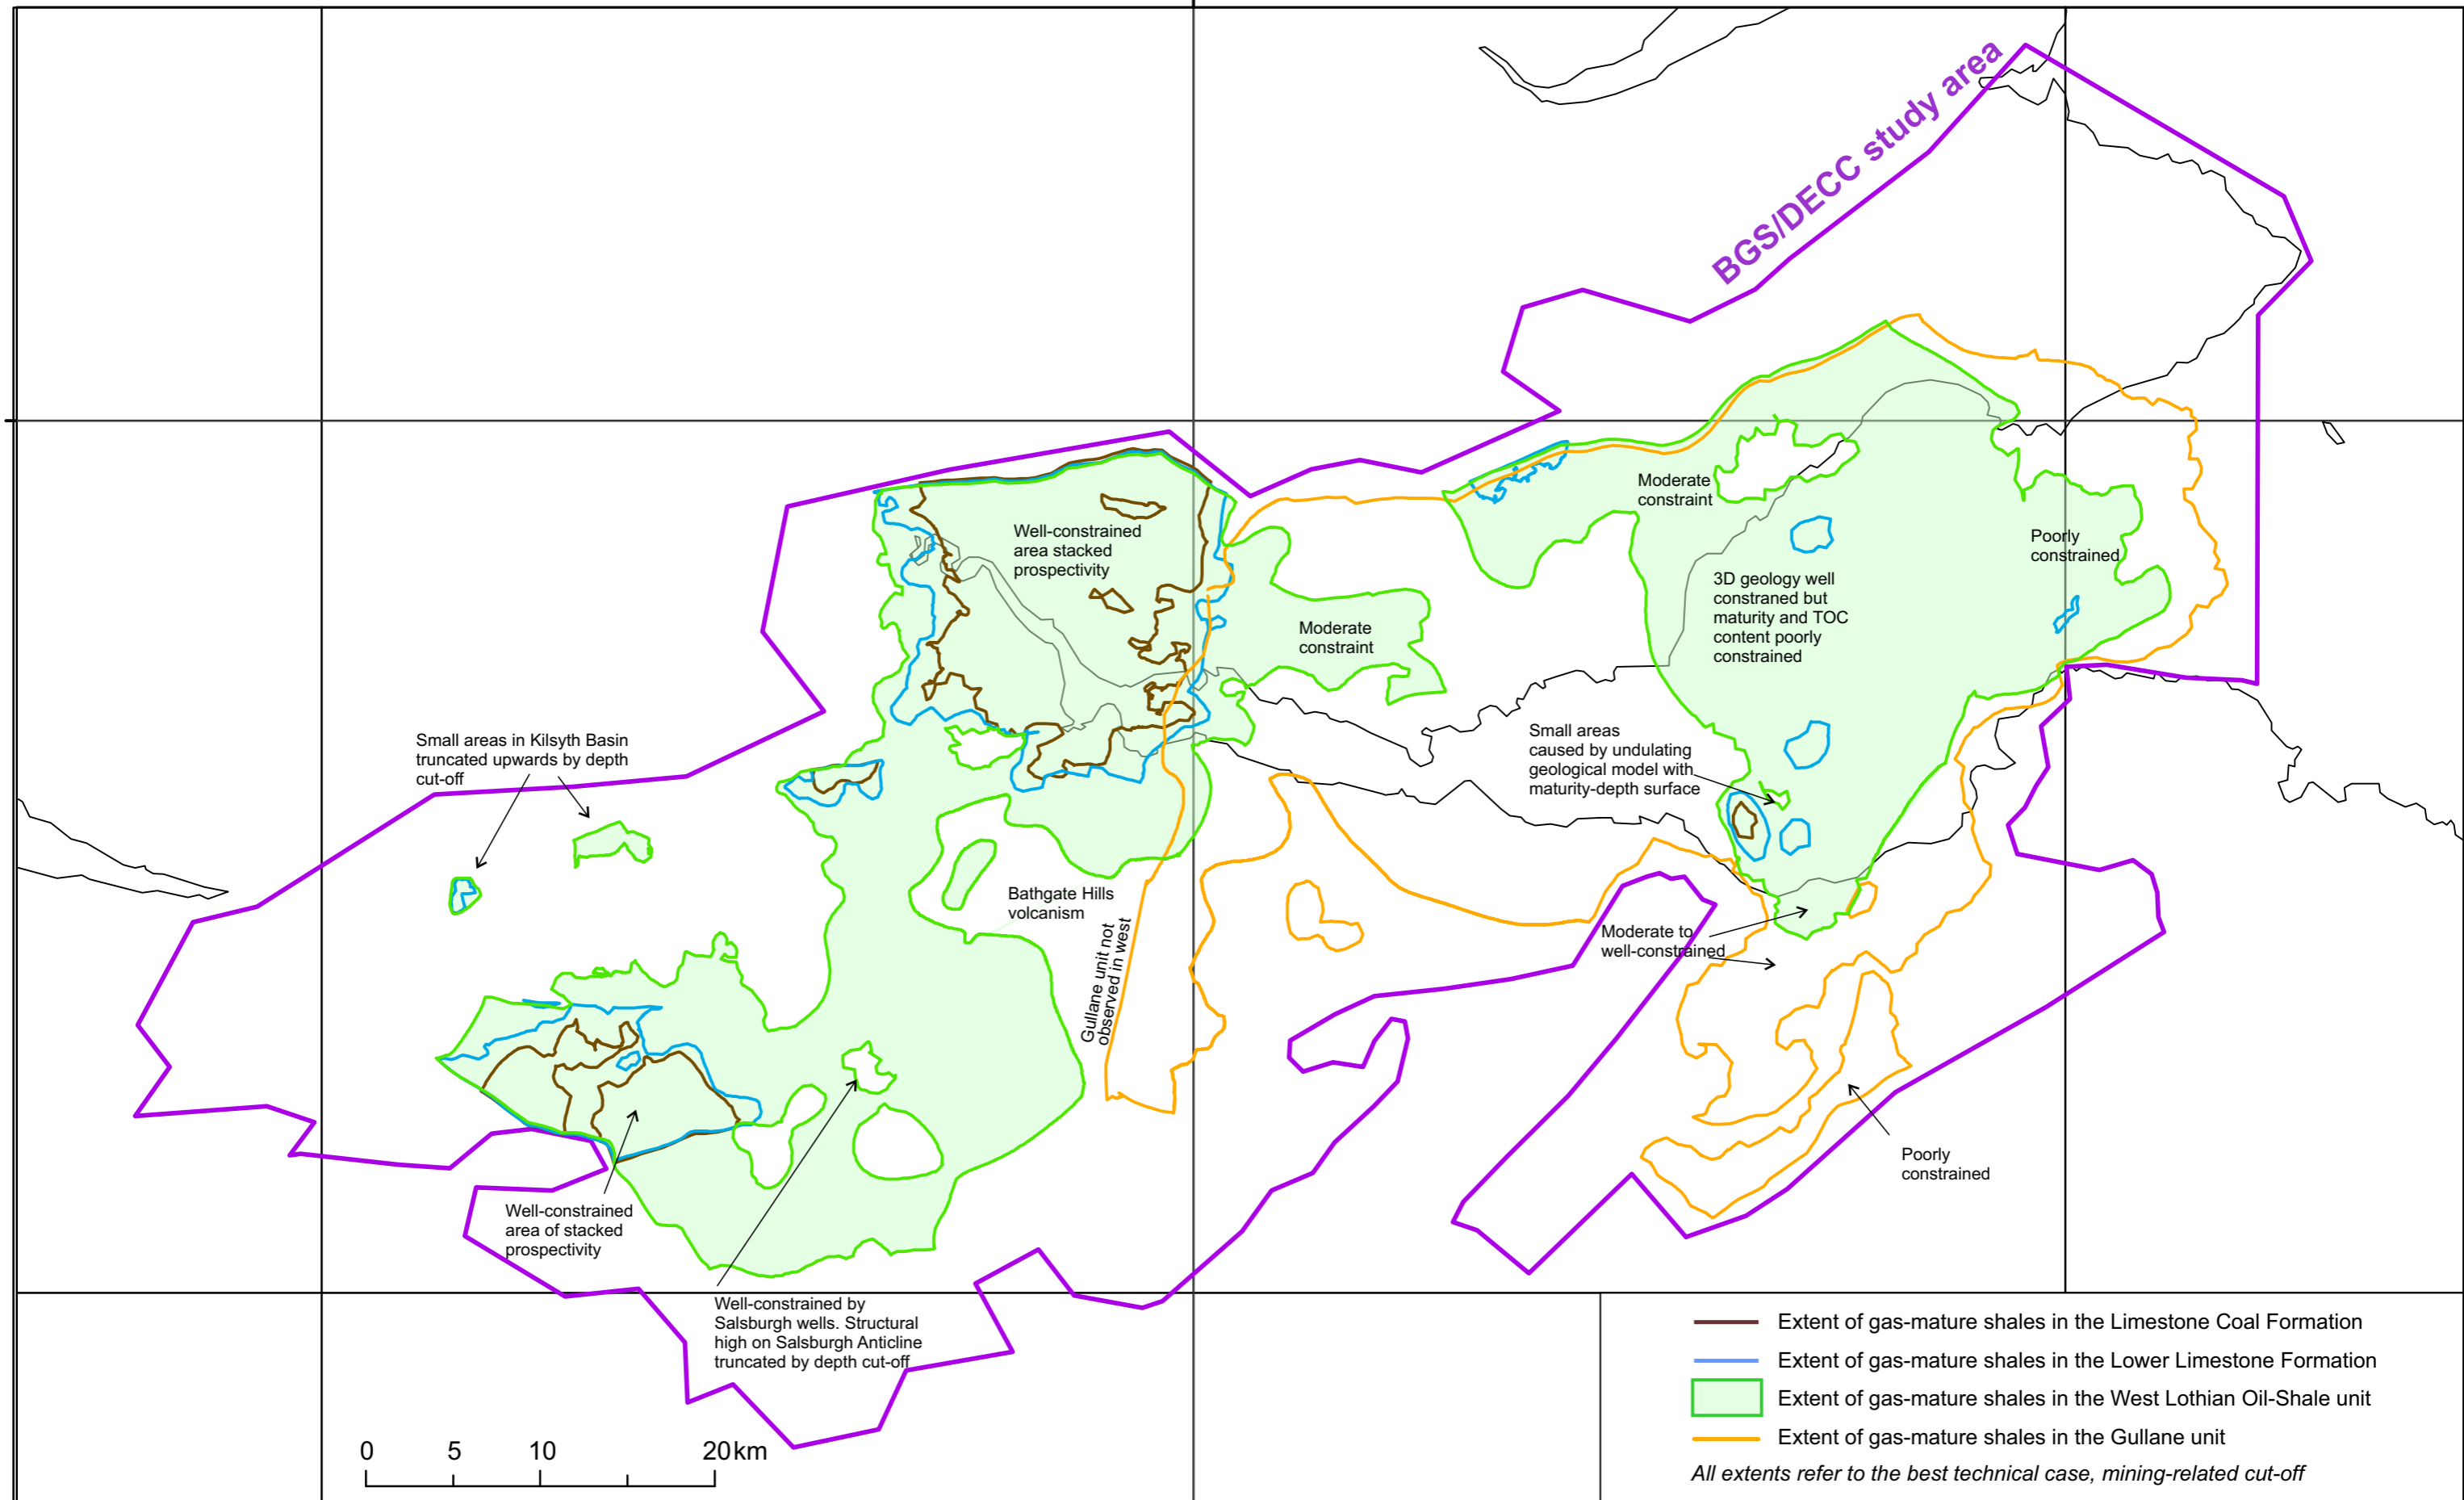 BGS/DECC study area
Moderate
constraint
Well-constrained
area stacked
prospectivity
Poorly
constrained
3D geology well
constraned but
maturity and TOC
content poorly
constrained
Moderate
constraint
Small areas in Kilsyth Basin
truncated upwards by depth
cut-off
Small areas
caused by undulating
geological model with
maturity-depth surface
Bathgate Hills
volcanism
Gullane unit not
observed in west
Moderate to
well-constrained
Poorly
constrained
Well-constrained
area of stacked
prospectivity
Well-constrained by
Salsburgh wells. Structural
high on Salsburgh Anticline
truncated by depth cut-off
0 5 10 20km
Extent of gas-mature shales in the Limestone Coal Formation
Extent of gas-mature shales in the Lower Limestone Formation
Extent of gas-mature shales in the West Lothian Oil-Shale unit
Extent of gas-mature shales in the Gullane unit
All extents refer to the best technical case, mining-related cut-off